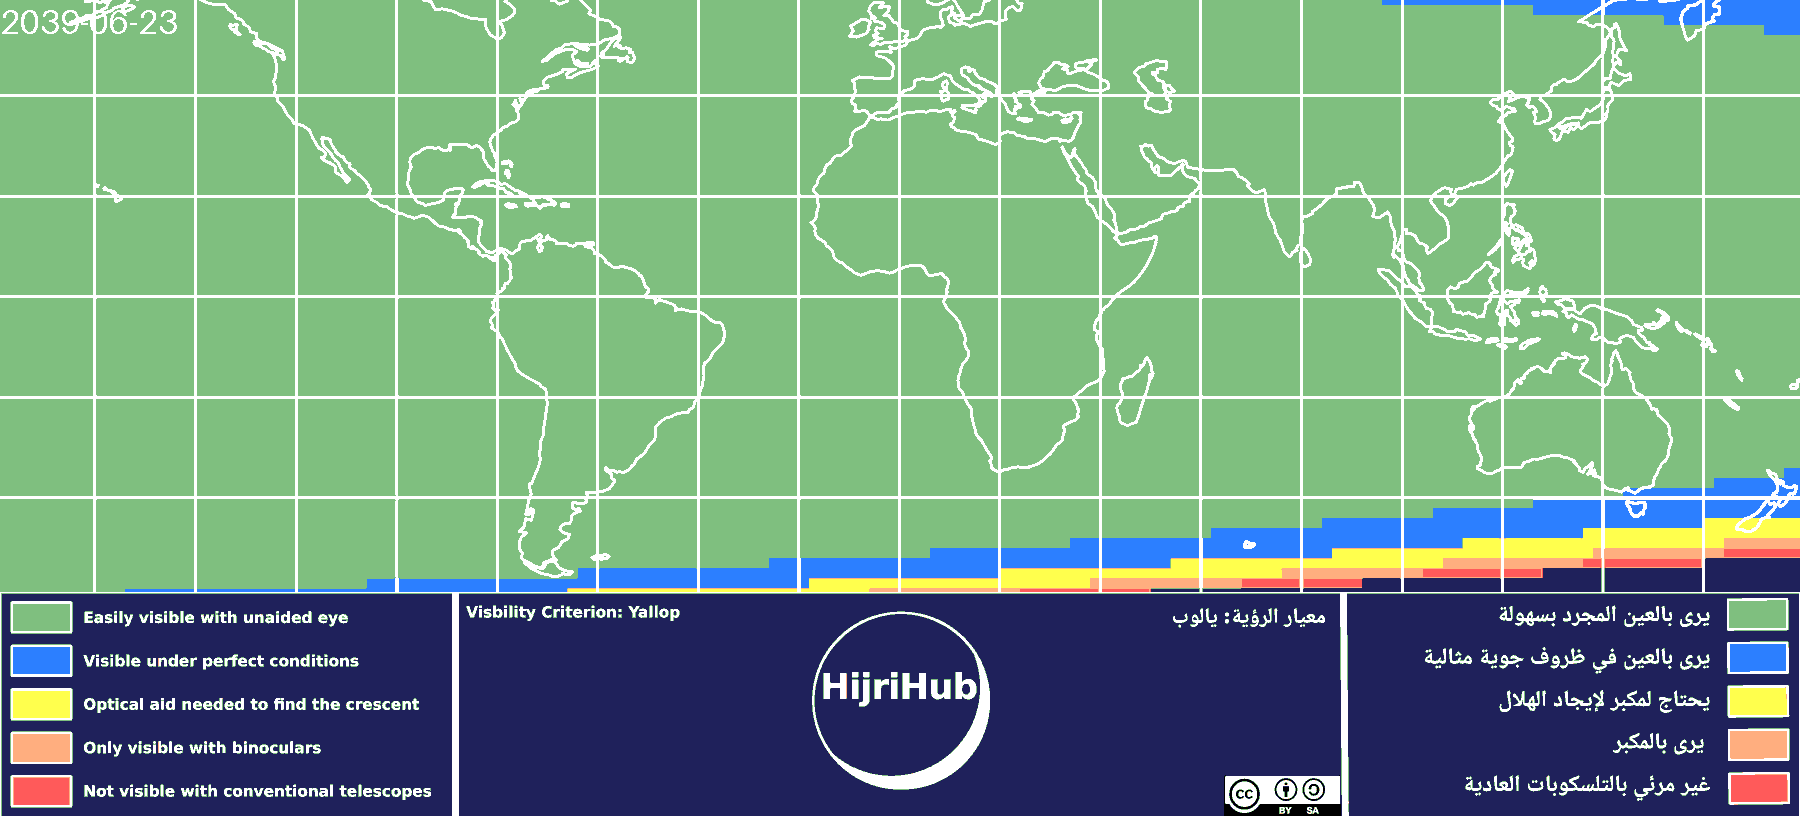 2039-06-23
Easily visible with unaided eye
Visible under perfect conditions
Optical aid needed to find the crescent
Only visible with binoculars
Not visible with conventional telescopes
Visbility Criterion: Yallop
معيار الرؤية: يالوب
HijriHub
cc
BY SA
يرى بالعين المجرد بسهولة
يرى بالعين في ظروف جوية مثالية
يحتاج لمكبر لإيجاد الهلال
يرى بالمكبر
غير مرئي بالتلسكوبات العادية